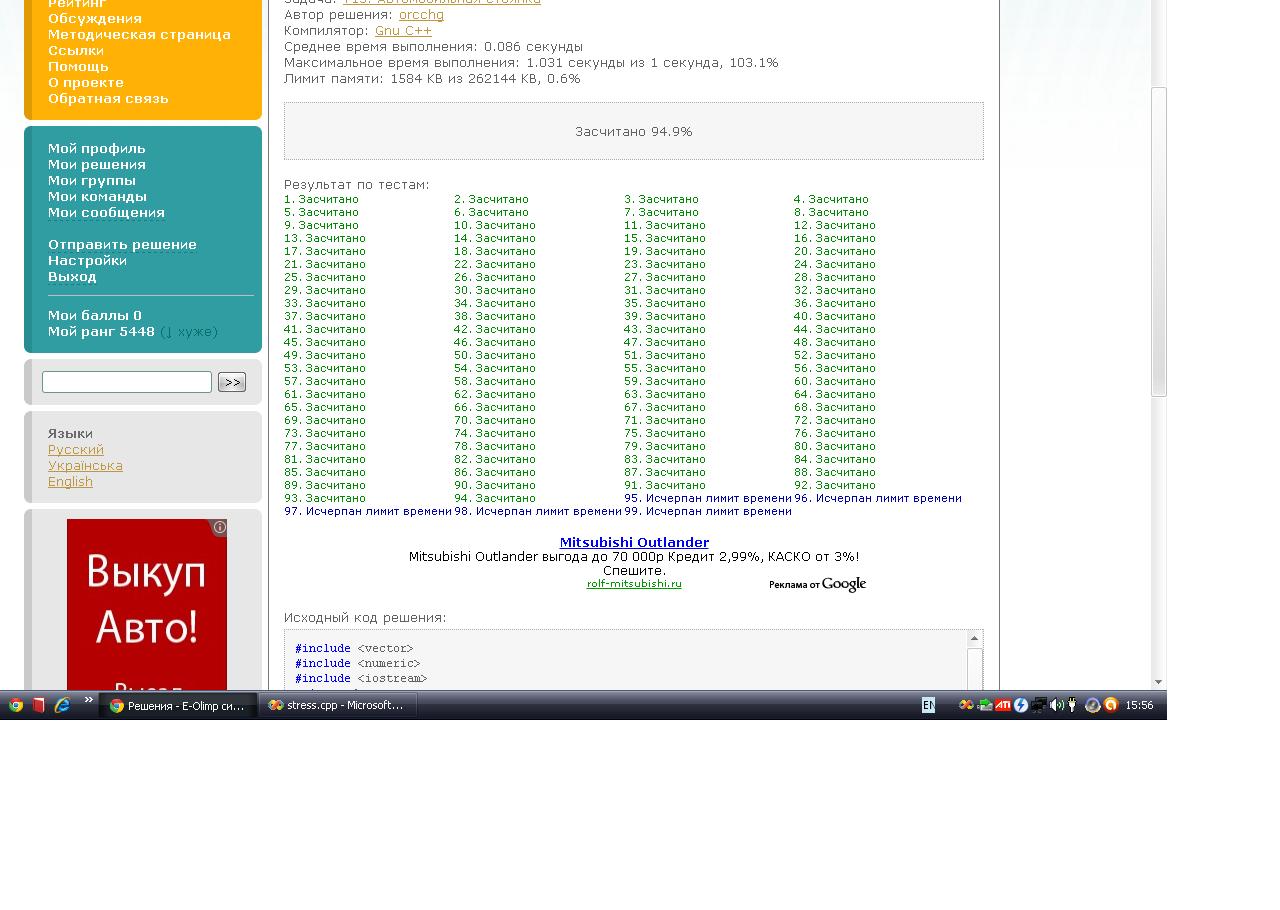 Рейтинг
Обсуждения
Методическая страница
Ссылки
Помощь
О проекте
Обратная связь
Мой профиль
Мои решения
Мои группы
Мои команды
Мои сообщения
Отправить решение
Настройки
Выход
Мои баллы 0
Мой ранг 5448 (↓ хуже)
>>
Языки
Русский
Українська
English
Выкуп
Авто!
Автор решения: orcchg
Компилятор: Gnu C++
Среднее время выполнения: 0.086 секунды
Максимальное время выполнения: 1.031 секунды из 1 секунда, 103.1%
Лимит памяти: 1584 KB из 262144 KB, 0.6%
Засчитано 94.9%
Результат по тестам:
1. Засчитано 2. Засчитано 3. Засчитано 4. Засчитано
5. Засчитано 6. Засчитано 7. Засчитано 8. Засчитано
9. Засчитано 10. Засчитано 11. Засчитано 12. Засчитано
13. Засчитано 14. Засчитано 15. Засчитано 16. Засчитано
17. Засчитано 18. Засчитано 19. Засчитано 20. Засчитано
21. Засчитано 22. Засчитано 23. Засчитано 24. Засчитано
25. Засчитано 26. Засчитано 27. Засчитано 28. Засчитано
29. Засчитано 30. Засчитано 31. Засчитано 32. Засчитано
33. Засчитано 34. Засчитано 35. Засчитано 36. Засчитано
37. Засчитано 38. Засчитано 39. Засчитано 40. Засчитано
41. Засчитано 42. Засчитано 43. Засчитано 44. Засчитано
45. Засчитано 46. Засчитано 47. Засчитано 48. Засчитано
49. Засчитано 50. Засчитано 51. Засчитано 52. Засчитано
53. Засчитано 54. Засчитано 55. Засчитано 56. Засчитано
57. Засчитано 58. Засчитано 59. Засчитано 60. Засчитано
61. Засчитано 62. Засчитано 63. Засчитано 64. Засчитано
65. Засчитано 66. Засчитано 67. Засчитано 68. Засчитано
69. Засчитано 70. Засчитано 71. Засчитано 72. Засчитано
73. Засчитано 74. Засчитано 75. Засчитано 76. Засчитано
77. Засчитано 78. Засчитано 79. Засчитано 80. Засчитано
81. Засчитано 82. Засчитано 83. Засчитано 84. Засчитано
85. Засчитано 86. Засчитано 87. Засчитано 88. Засчитано
89. Засчитано 90. Засчитано 91. Засчитано 92. Засчитано
93. Засчитано 94. Засчитано 95. Исчерпан лимит времени 96. Исчерпан лимит времени
97. Исчерпан лимит времени 98. Исчерпан лимит времени 99. Исчерпан лимит времени
Mitsubishi Outlander
Mitsubishi Outlander выгода до 70 000р Кредит 2,99%, КАСКО от 3%!
Спешите.
rolf-mitsubishi.ru Реклама от Google
Исходный код решения:
#include <vector>
#include <numeric>
#include <iostream>
Решения - E-Olimp си... stress.cpp - Microsoft... EN ATI 15:56